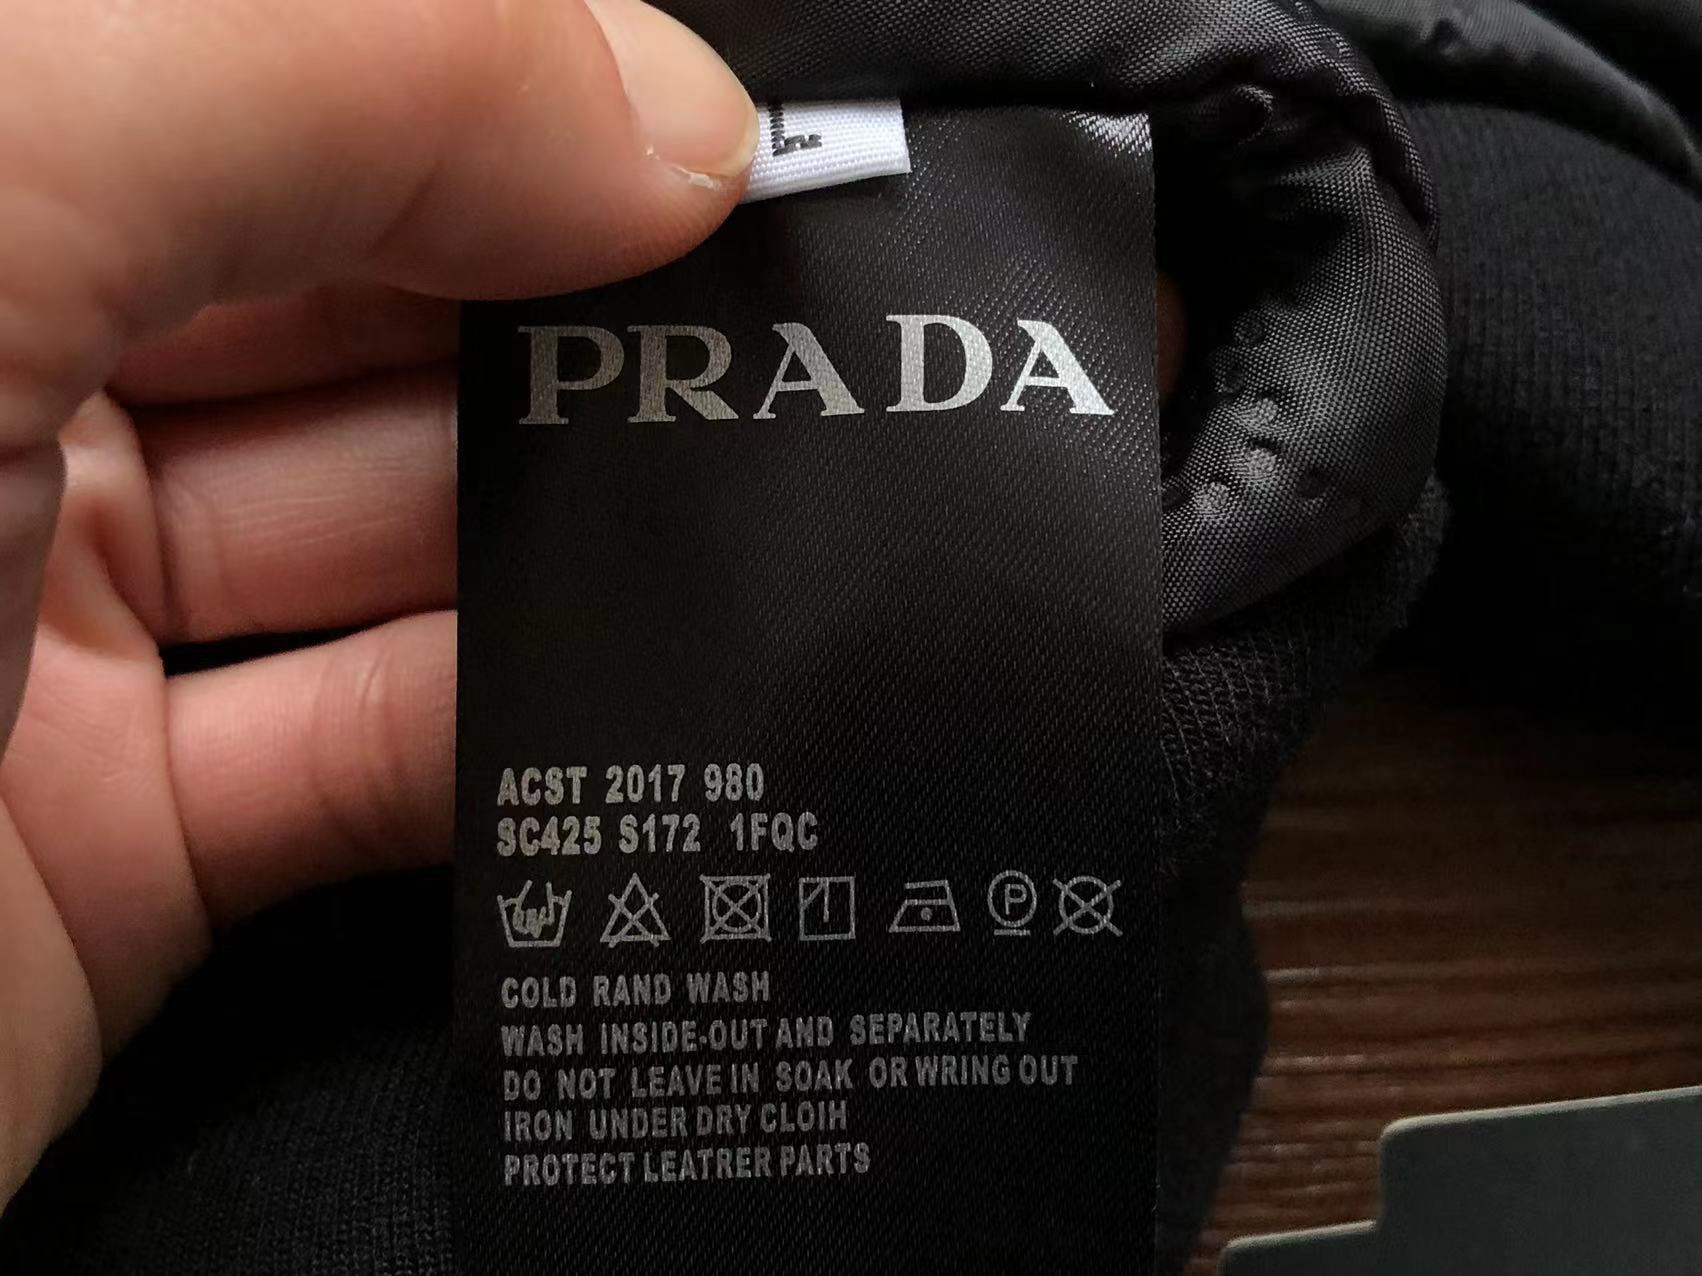 L
PRADA
ACST 2017 980
SC425 S172 1FQC
P
COLD RAND WASH
WASH INSIDE-OUT AND SEPARATELY
DO NOT LEAVE IN SOAK OR WRING OUT
IRON UNDER DRY CLOIH
PROTECT LEATRER PARTS